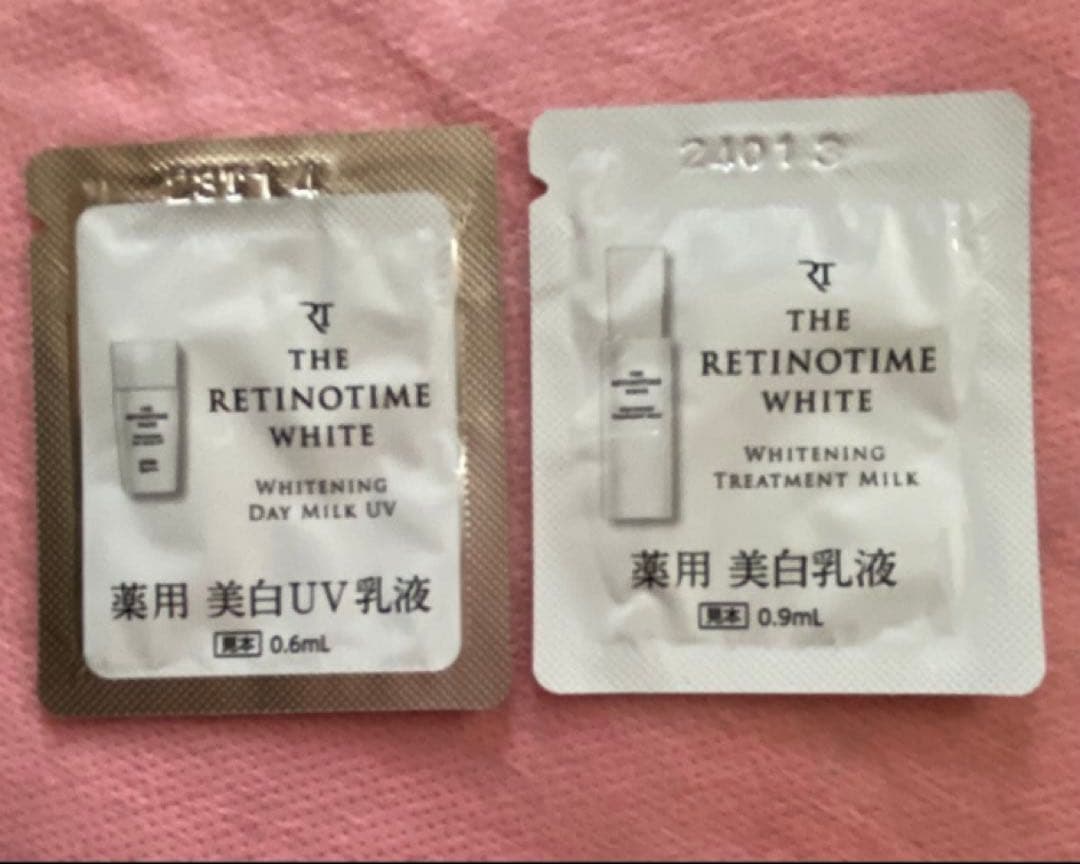 THE
RETINOTIME
WHITE
WHITENING
DAY MILK UV
薬用 美白UV乳液
見本 0.6mL
24013
THE
RETINOTIME
WHITE
WHITENING
TREATMENT MILK
薬用 美白乳液
見本 0.9mL